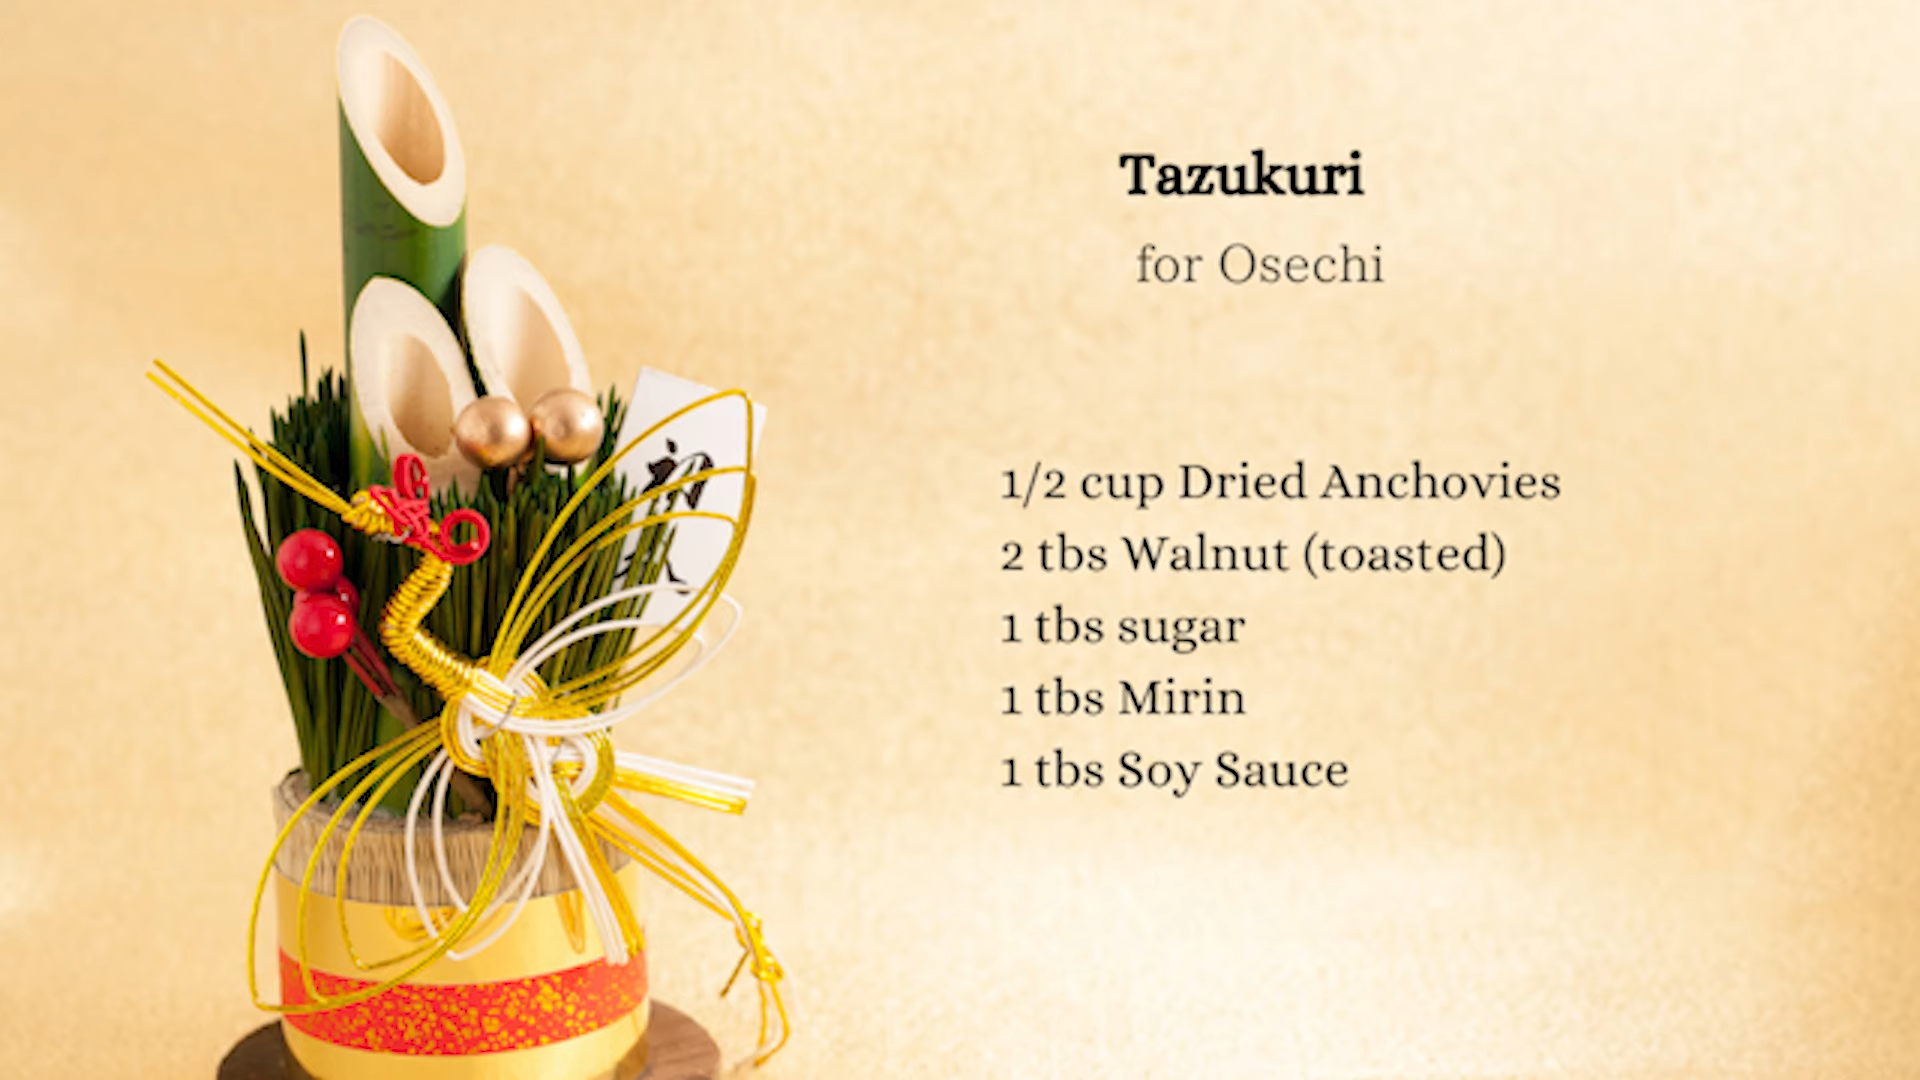 Tazukuri
for Osechi
1/2 cup Dried Anchovies
2 tbs Walnut (toasted)
1 tbs sugar
1 tbs Mirin
1 tbs Soy Sauce